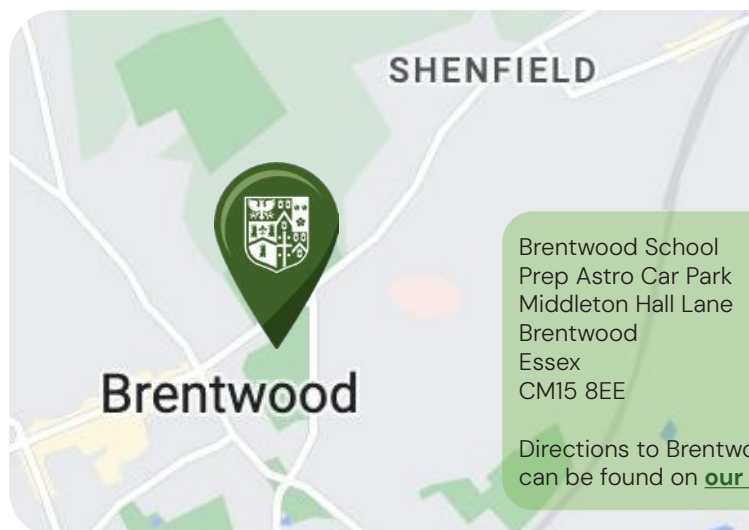 SHENFIELD
Brentwood
Brentwood School
Prep Astro Car Park
Middleton Hall Lane
Brentwood
Essex
CM15 8EE
Directions to
can be found on our